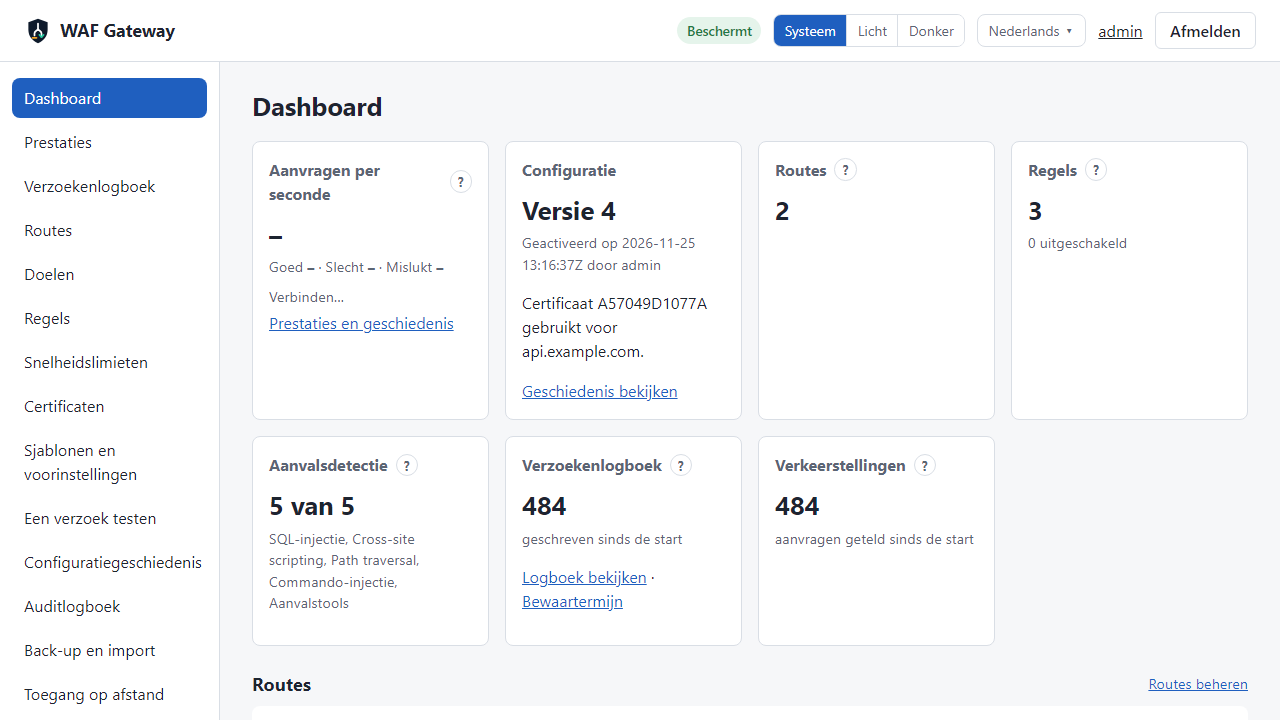 WAF Gateway
Beschermt
Systeem
Licht
Donker
Nederlands
admin
Afmelden
Dashboard
Prestaties
Verzoekenlogboek
Routes
Doelen
Regels
Snelheidslimieten
Certificaten
Sjablonen en
voorinstellingen
Een verzoek testen
Configuratiegeschiedenis
Auditlogboek
Back-up en import
Toegang op afstand
Dashboard
Aanvragen per
seconde
?
–
Goed – · Slecht – · Mislukt –
Verbinden...
Prestaties en geschiedenis
Configuratie
Versie 4
Geactiveerd op 2026-11-25
13:16:37Z door admin
Certificaat A57049D1077A
gebruikt voor
api.example.com.
Geschiedenis bekijken
Routes ?
2
Regels ?
3
0 uitgeschakeld
Aanvalsdetectie ?
5 van 5
SQL-injectie, Cross-site
scripting, Path traversal,
Commando-injectie,
Aanvalstools
Verzoekenlogboek ?
484
geschreven sinds de start
Logboek bekijken ·
Bewaartermijn
Verkeerstellingen ?
484
aanvragen geteld sinds de start
Routes
Routes beheren